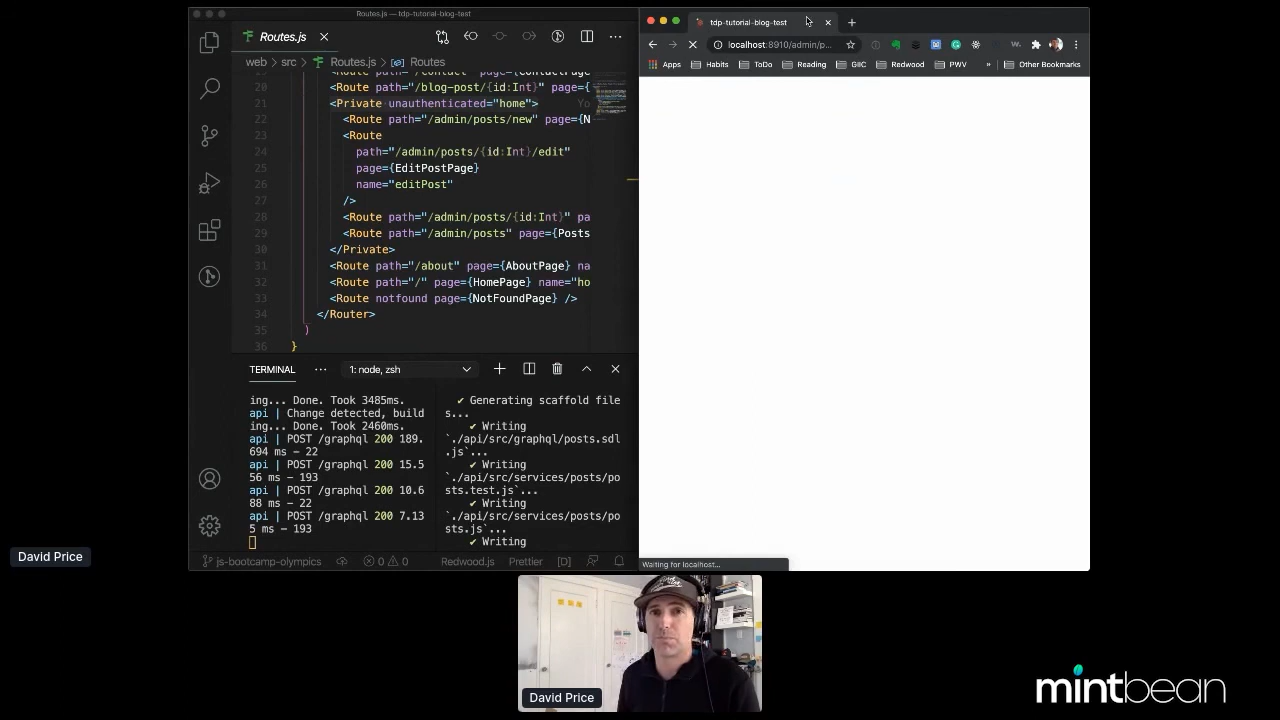 Routes.js — tdp-tutorial-blog-test
Routes.js
web > src > Routes.js > Routes
20 <Route path="/blog-post/{id:Int}" page={
21 <Private unauthenticated="home"> Yo
22 <Route path="/admin/posts/new" page={N
23 <Route
24 path="/admin/posts/{id:Int}/edit"
25 page={EditPostPage}
26 name="editPost"
27 />
28 <Route path="/admin/posts/{id:Int}" pa
29 <Route path="/admin/posts" page={Posts
30 </Private>
31 <Route path="/about" page={AboutPage} na
32 <Route path="/" page={HomePage} name="ho
33 <Route notfound page={NotFoundPage} />
34 </Router>
35 )
36 }
TERMINAL
1: node, zsh
ing... Done. Took 3485ms.
api | Change detected, build
ing... Done. Took 2460ms.
api | POST /graphql 200 189.
694 ms - 22
api | POST /graphql 200 15.5
56 ms - 193
api | POST /graphql 200 10.6
88 ms - 22
api | POST /graphql 200 7.13
5 ms - 193
✔ Generating scaffold file
s...
✔ Writing
`./api/src/graphql/posts.sdl
.js`...
✔ Writing
`./api/src/services/posts/po
sts.test.js`...
✔ Writing
`./api/src/services/posts/po
sts.js`...
✔ Writing
js-bootcamp-olympics
0 0
Redwood.js Prettier [D]
tdp-tutorial-blog-test
localhost:8910/admin/p...
Apps Habits ToDo Reading GIIC Redwood PWV » Other Bookmarks
Waiting for localhost...
David Price
David Price
mintbean